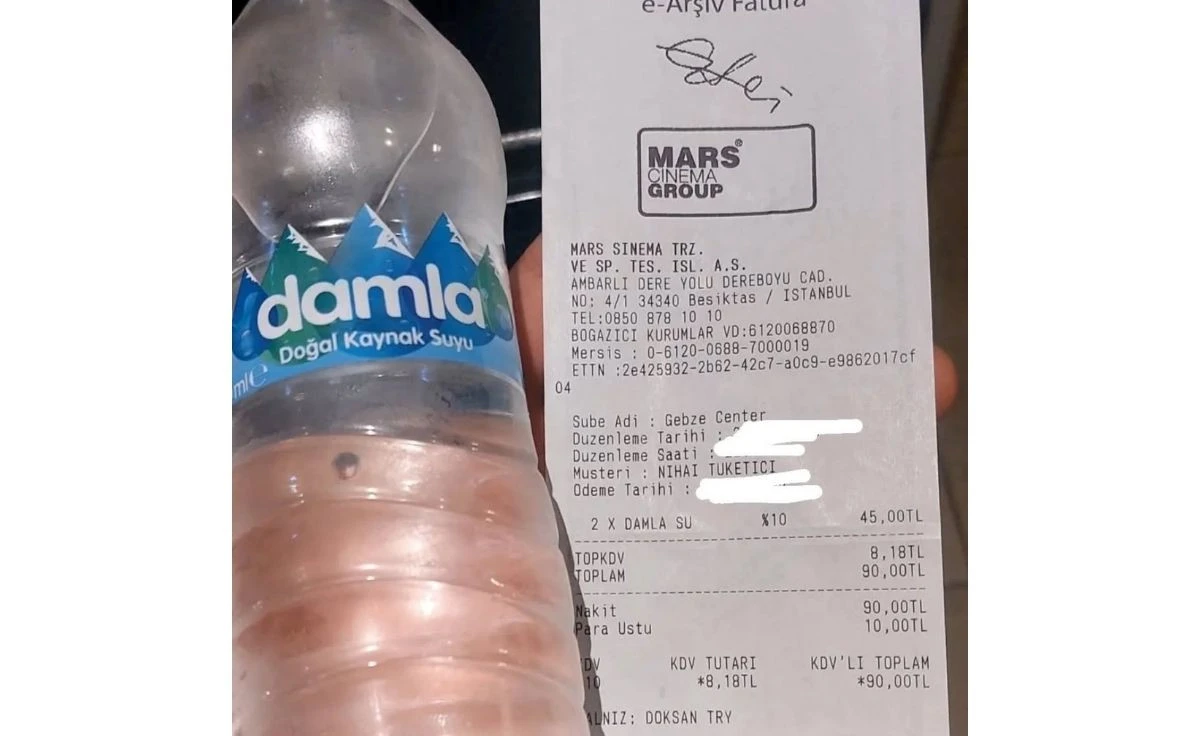 damla
Doğal Kaynak Suyu
ml e
e-Arşiv Fatura
MARS®
CINEMA
GROUP
MARS SINEMA TRZ.
VE SP. TES. ISL. A.S.
AMBARLI DERE YOLU DEREBOYU CAD.
NO: 4/1 34340 Besiktas / ISTANBUL
TEL:0850 878 10 10
BOGAZICI KURUMLAR VD:6120068870
Mersis : 0-6120-0688-7000019
ETTN :2e425932-2b62-42c7-a0c9-e9862017cf
04
Sube Adi : Gebze Center
Duzenleme Tarihi :
Duzenleme Saati :
Musteri : NIHAI TUKETICI
Odeme Tarihi :
2 X DAMLA SU %10 45,00TL
TOPKDV 8,18TL
TOPLAM 90,00TL
Nakit 90,00TL
Para Ustu 10,00TL
KDV TUTARI KDV'LI TOPLAM
10 *8,18TL *90,00TL
DOKSAN TRY